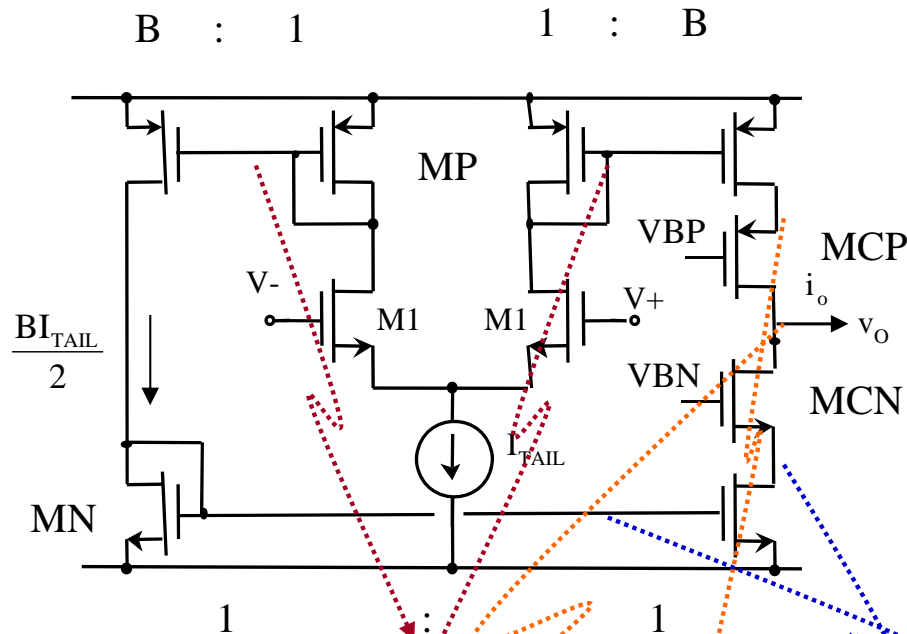 B : 1 1 : B
MP
VBP
MCP
V-
M1
M1
V+
i_o
v_O
BI_TAIL
2
VBN
MCN
I_TAIL
MN
1 : 1